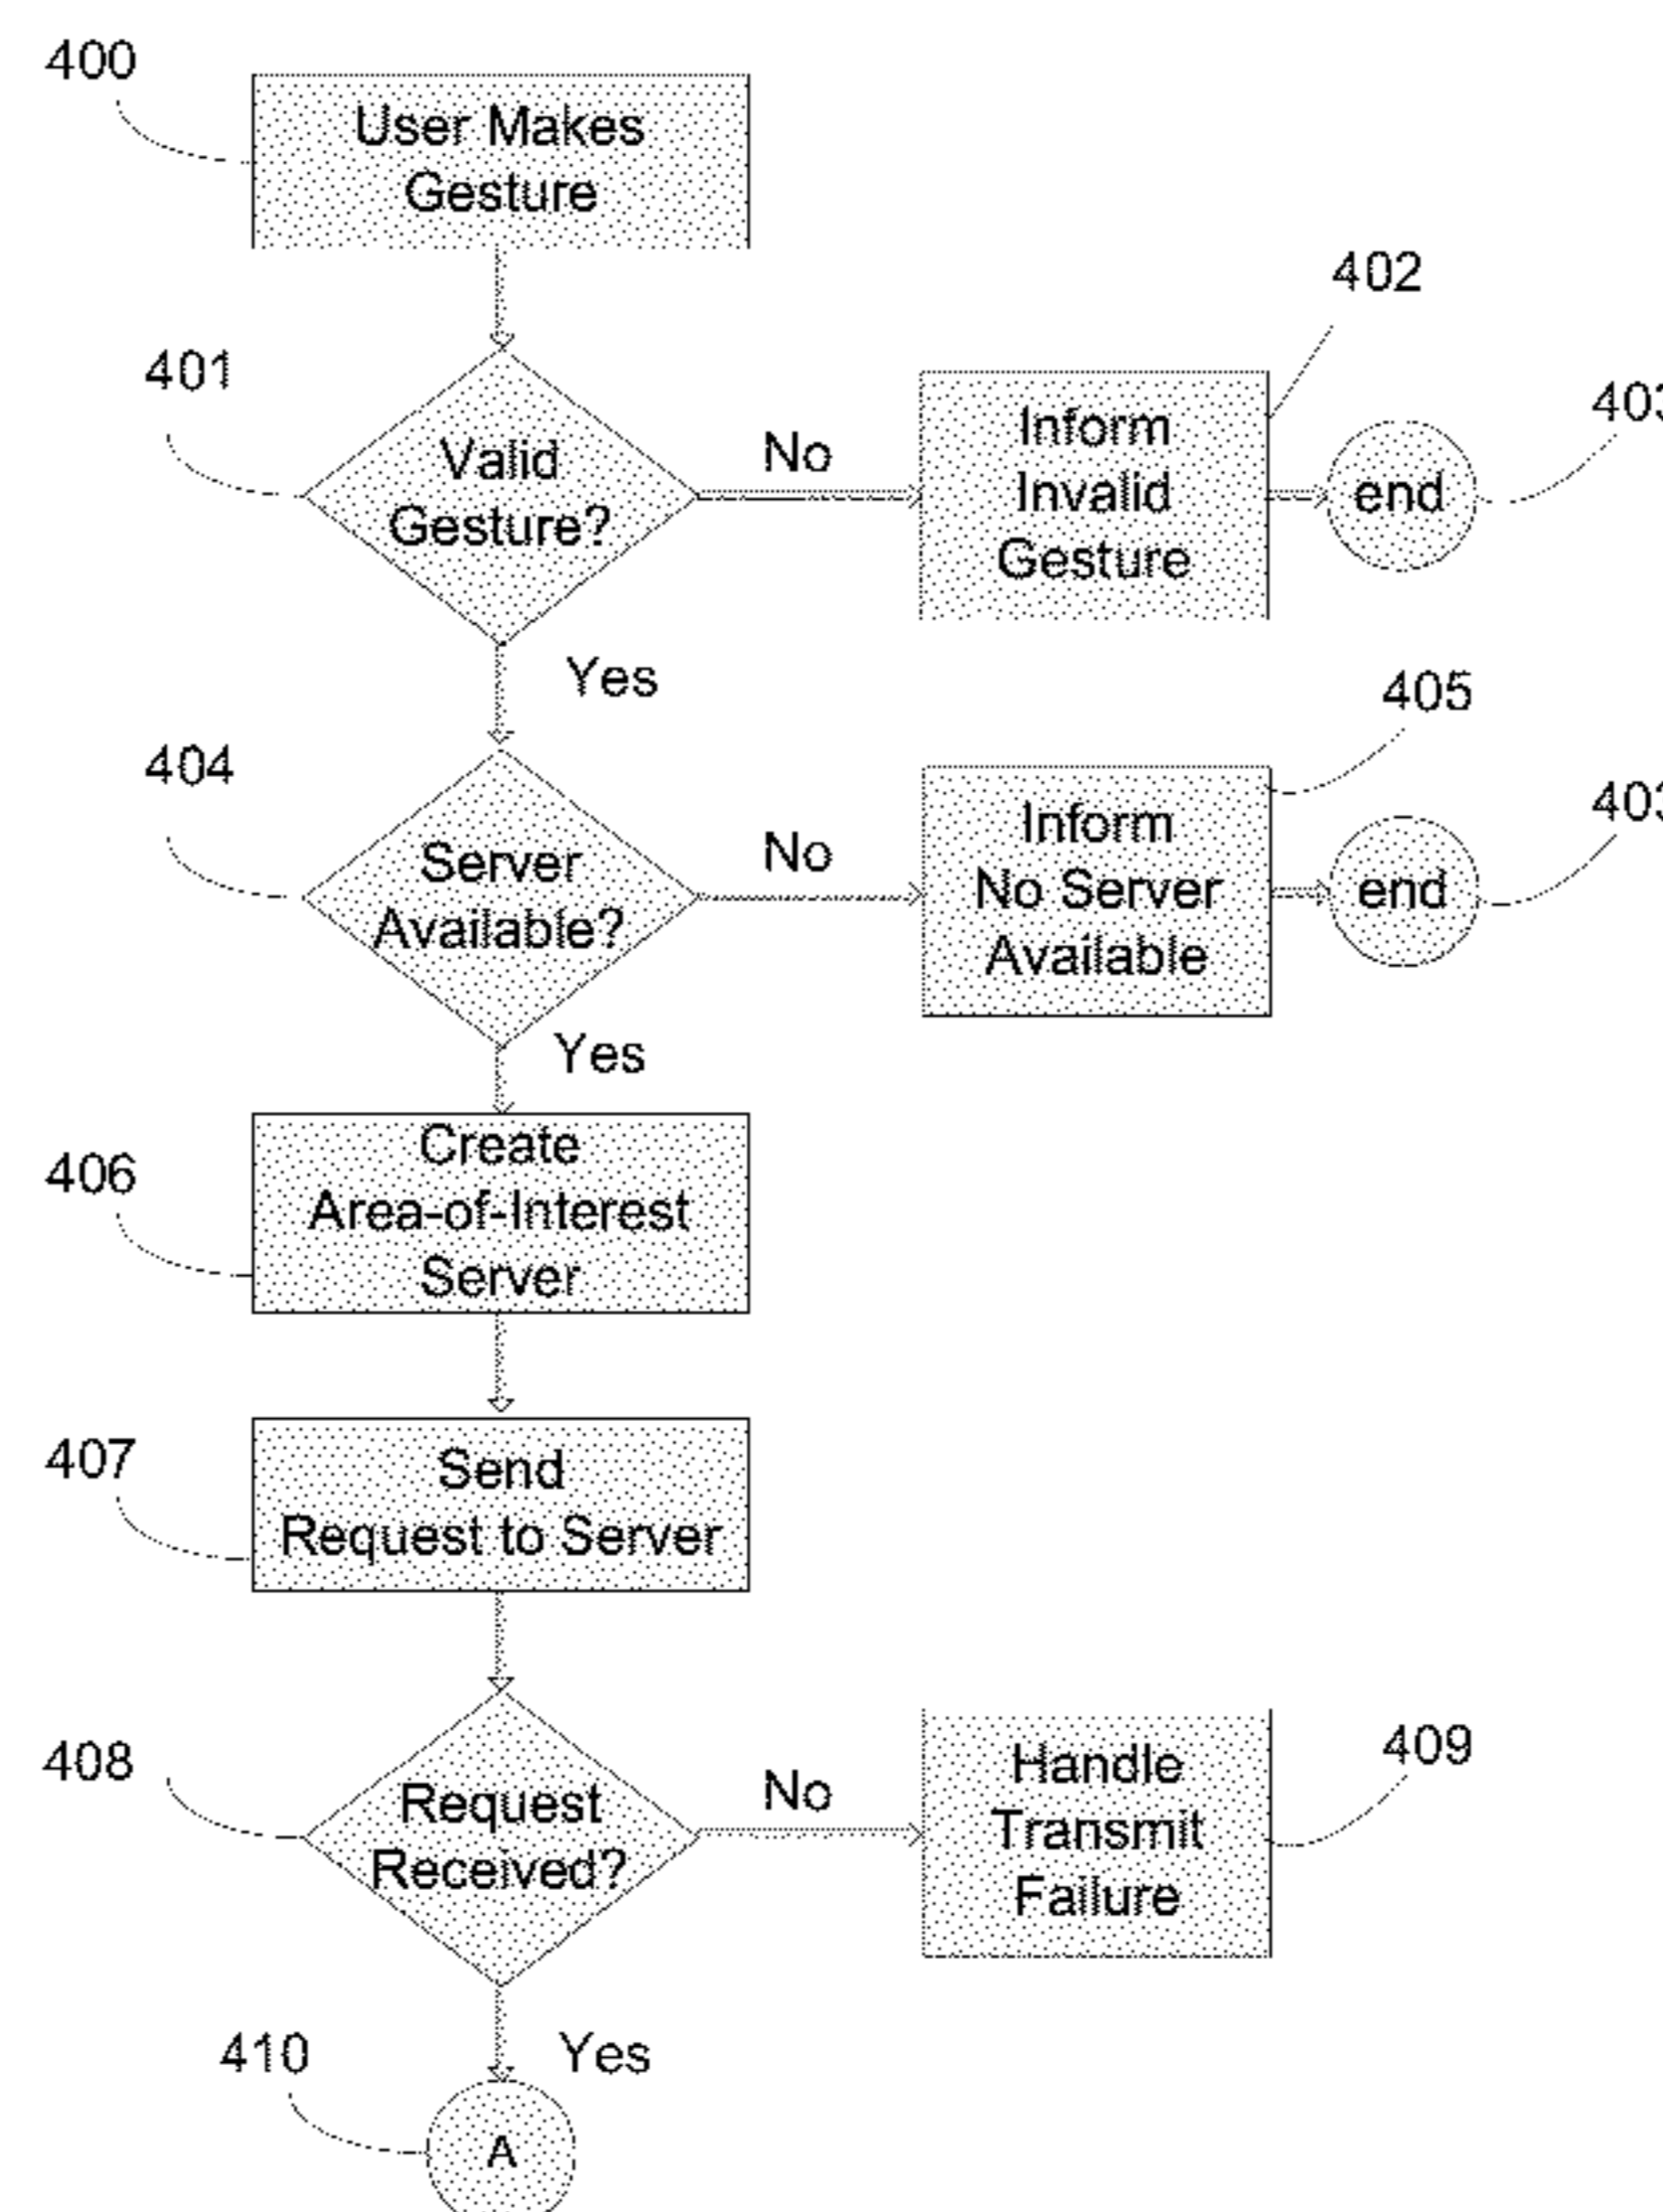 400
User Makes
Gesture
402
401
Valid
Gesture?
No
Inform
Invalid
Gesture
end
403
Yes
405
404
Server
Available?
No
Inform
No Server
Available
end
403
Yes
406
Create
Area-of-Interest
Server
407
Send
Request to Server
408
Request
Received?
No
Handle
Transmit
Failure
409
410
Yes
A